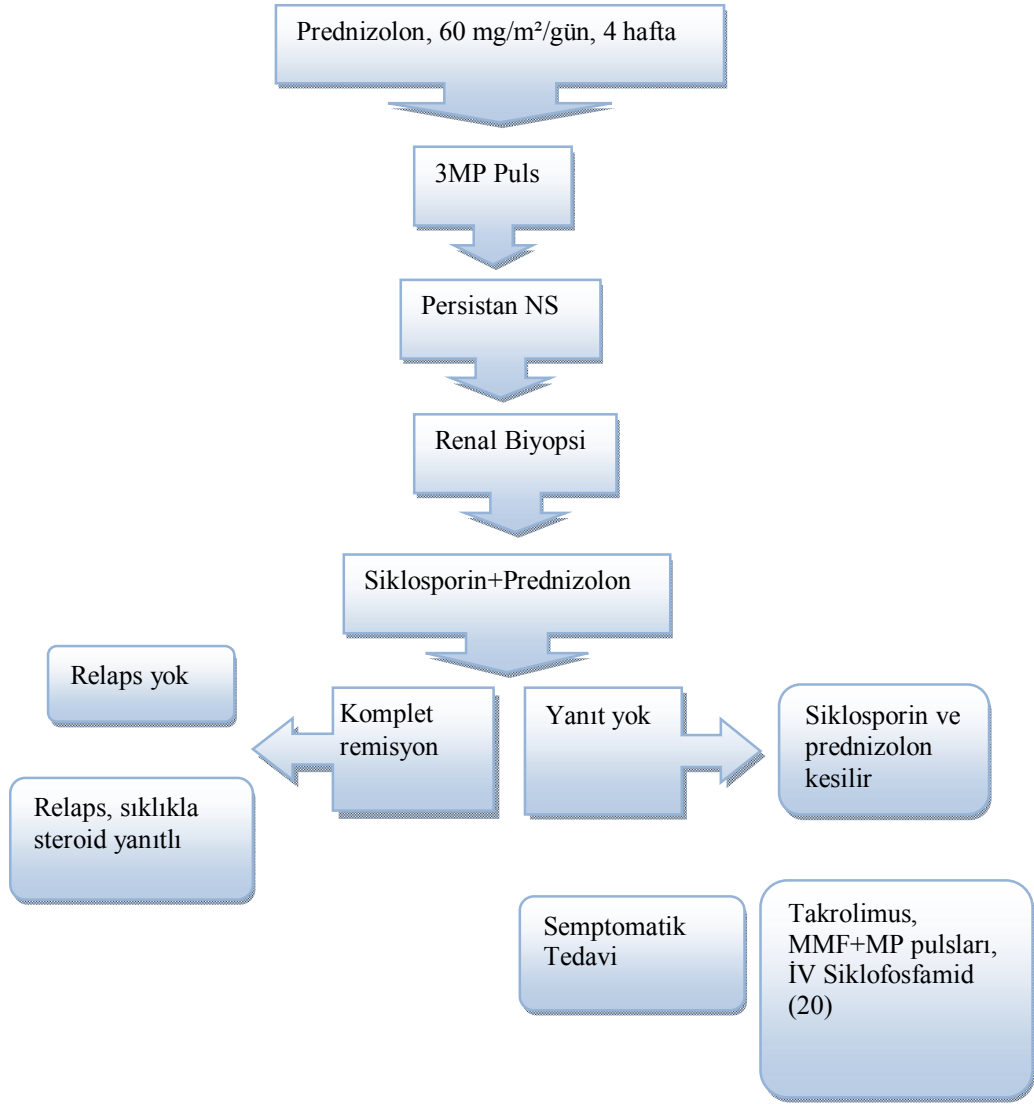 Prednizolon, 60 mg/m²/gün, 4 hafta
3MP Puls
Persistan NS
Renal Biyopsi
Siklosporin+Prednizolon
Relaps yok
Komplet
remisyon
Yanıt yok
Siklosporin ve
prednizolon
kesilir
Relaps, sıklıkla
steroid yanıtlı
Semptomatik
Tedavi
Takrolimus,
MMF+MP pulsları,
İV Siklofosfamid
(20)